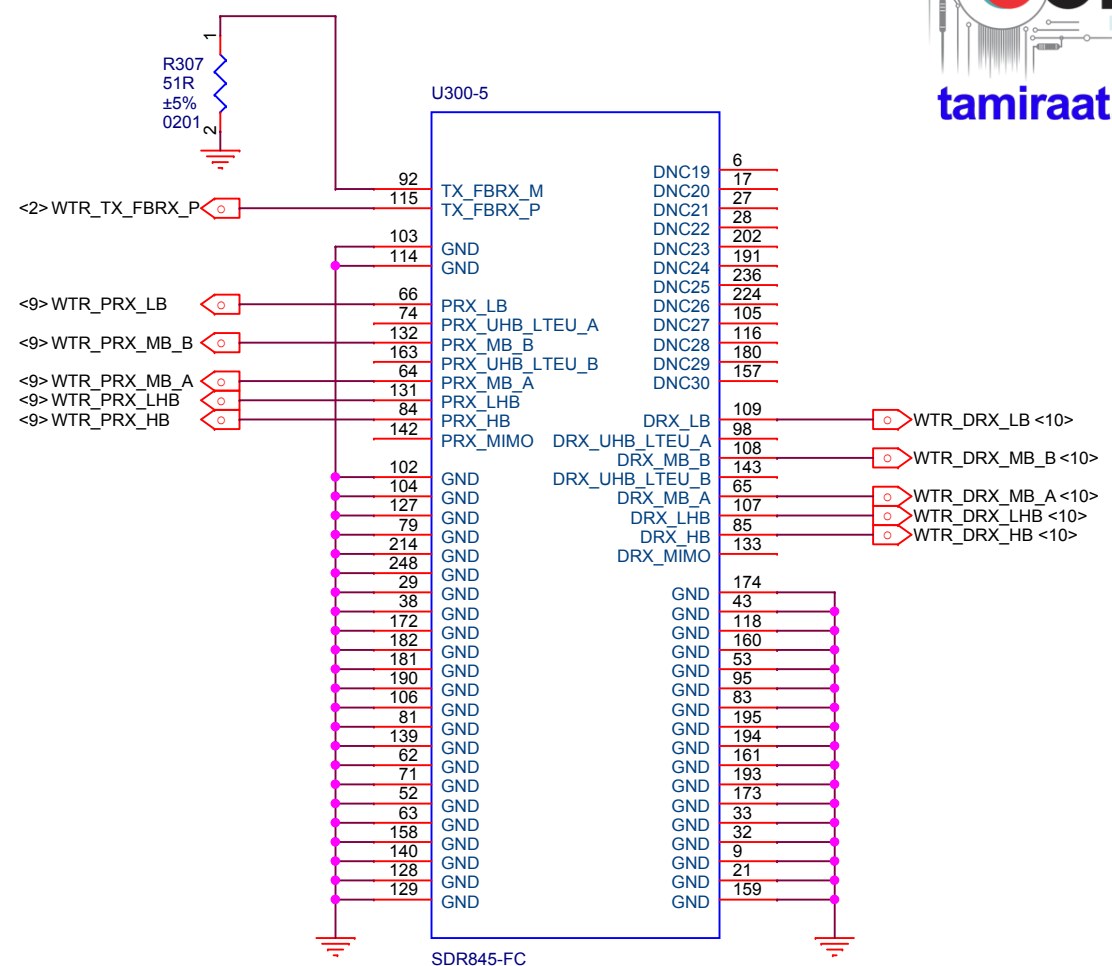 1
R307
51R
±5%
0201
2
tamiraat
U300-5
<2> WTR_TX_FBRX_P
92 TX_FBRX_M
115 TX_FBRX_P
103 GND
114 GND
<9> WTR_PRX_LB 66 PRX_LB
74 PRX_UHB_LTEU_A
<9> WTR_PRX_MB_B 132 PRX_MB_B
163 PRX_UHB_LTEU_B
<9> WTR_PRX_MB_A 64 PRX_MB_A
<9> WTR_PRX_LHB 131 PRX_LHB
<9> WTR_PRX_HB 84 PRX_HB
142 PRX_MIMO
102 GND
104 GND
127 GND
79 GND
214 GND
248 GND
29 GND
38 GND
172 GND
182 GND
181 GND
190 GND
106 GND
81 GND
139 GND
62 GND
71 GND
52 GND
63 GND
158 GND
140 GND
128 GND
129 GND
DNC19 6
DNC20 17
DNC21 27
DNC22 28
DNC23 202
DNC24 191
DNC25 236
DNC26 224
DNC27 105
DNC28 116
DNC29 180
DNC30 157
DRX_LB 109 WTR_DRX_LB <10>
DRX_UHB_LTEU_A 98
DRX_MB_B 108 WTR_DRX_MB_B <10>
DRX_UHB_LTEU_B 143
DRX_MB_A 65 WTR_DRX_MB_A <10>
DRX_LHB 107 WTR_DRX_LHB <10>
DRX_HB 85 WTR_DRX_HB <10>
DRX_MIMO 133
GND 174
GND 43
GND 118
GND 160
GND 53
GND 95
GND 83
GND 195
GND 194
GND 161
GND 193
GND 173
GND 33
GND 32
GND 9
GND 21
GND 159
SDR845-FC